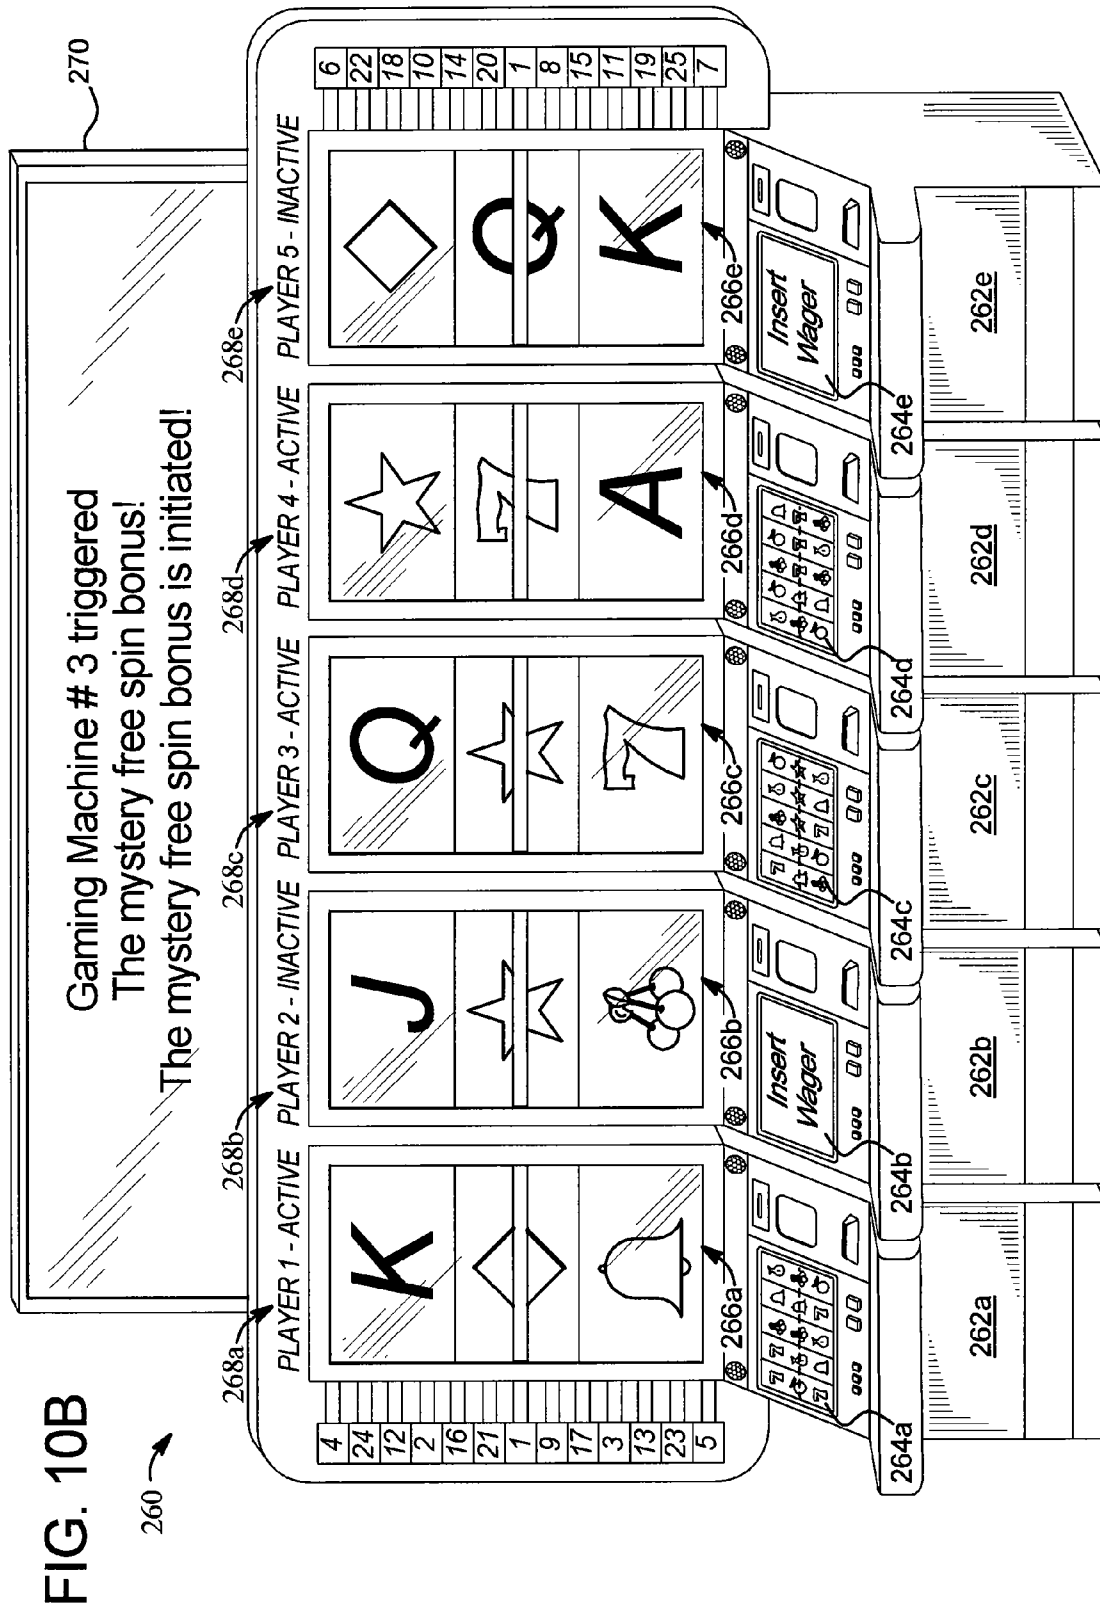 FIG. 10B
260
270
Gaming Machine # 3 triggered
The mystery free spin bonus!
The mystery free spin bonus is initiated!
268a
268b
268c
268d
268e
PLAYER 1 - ACTIVE
PLAYER 2 - INACTIVE
PLAYER 3 - ACTIVE
PLAYER 4 - ACTIVE
PLAYER 5 - INACTIVE
4
24
12
2
16
21
1
9
17
3
13
23
5
K
J
Q
7
A
7
Q
K
6
22
18
10
14
20
1
8
15
11
19
25
7
266a
266b
266c
266d
266e
Insert
Wager
Insert
Wager
264a
264b
264c
264d
264e
262a
262b
262c
262d
262e